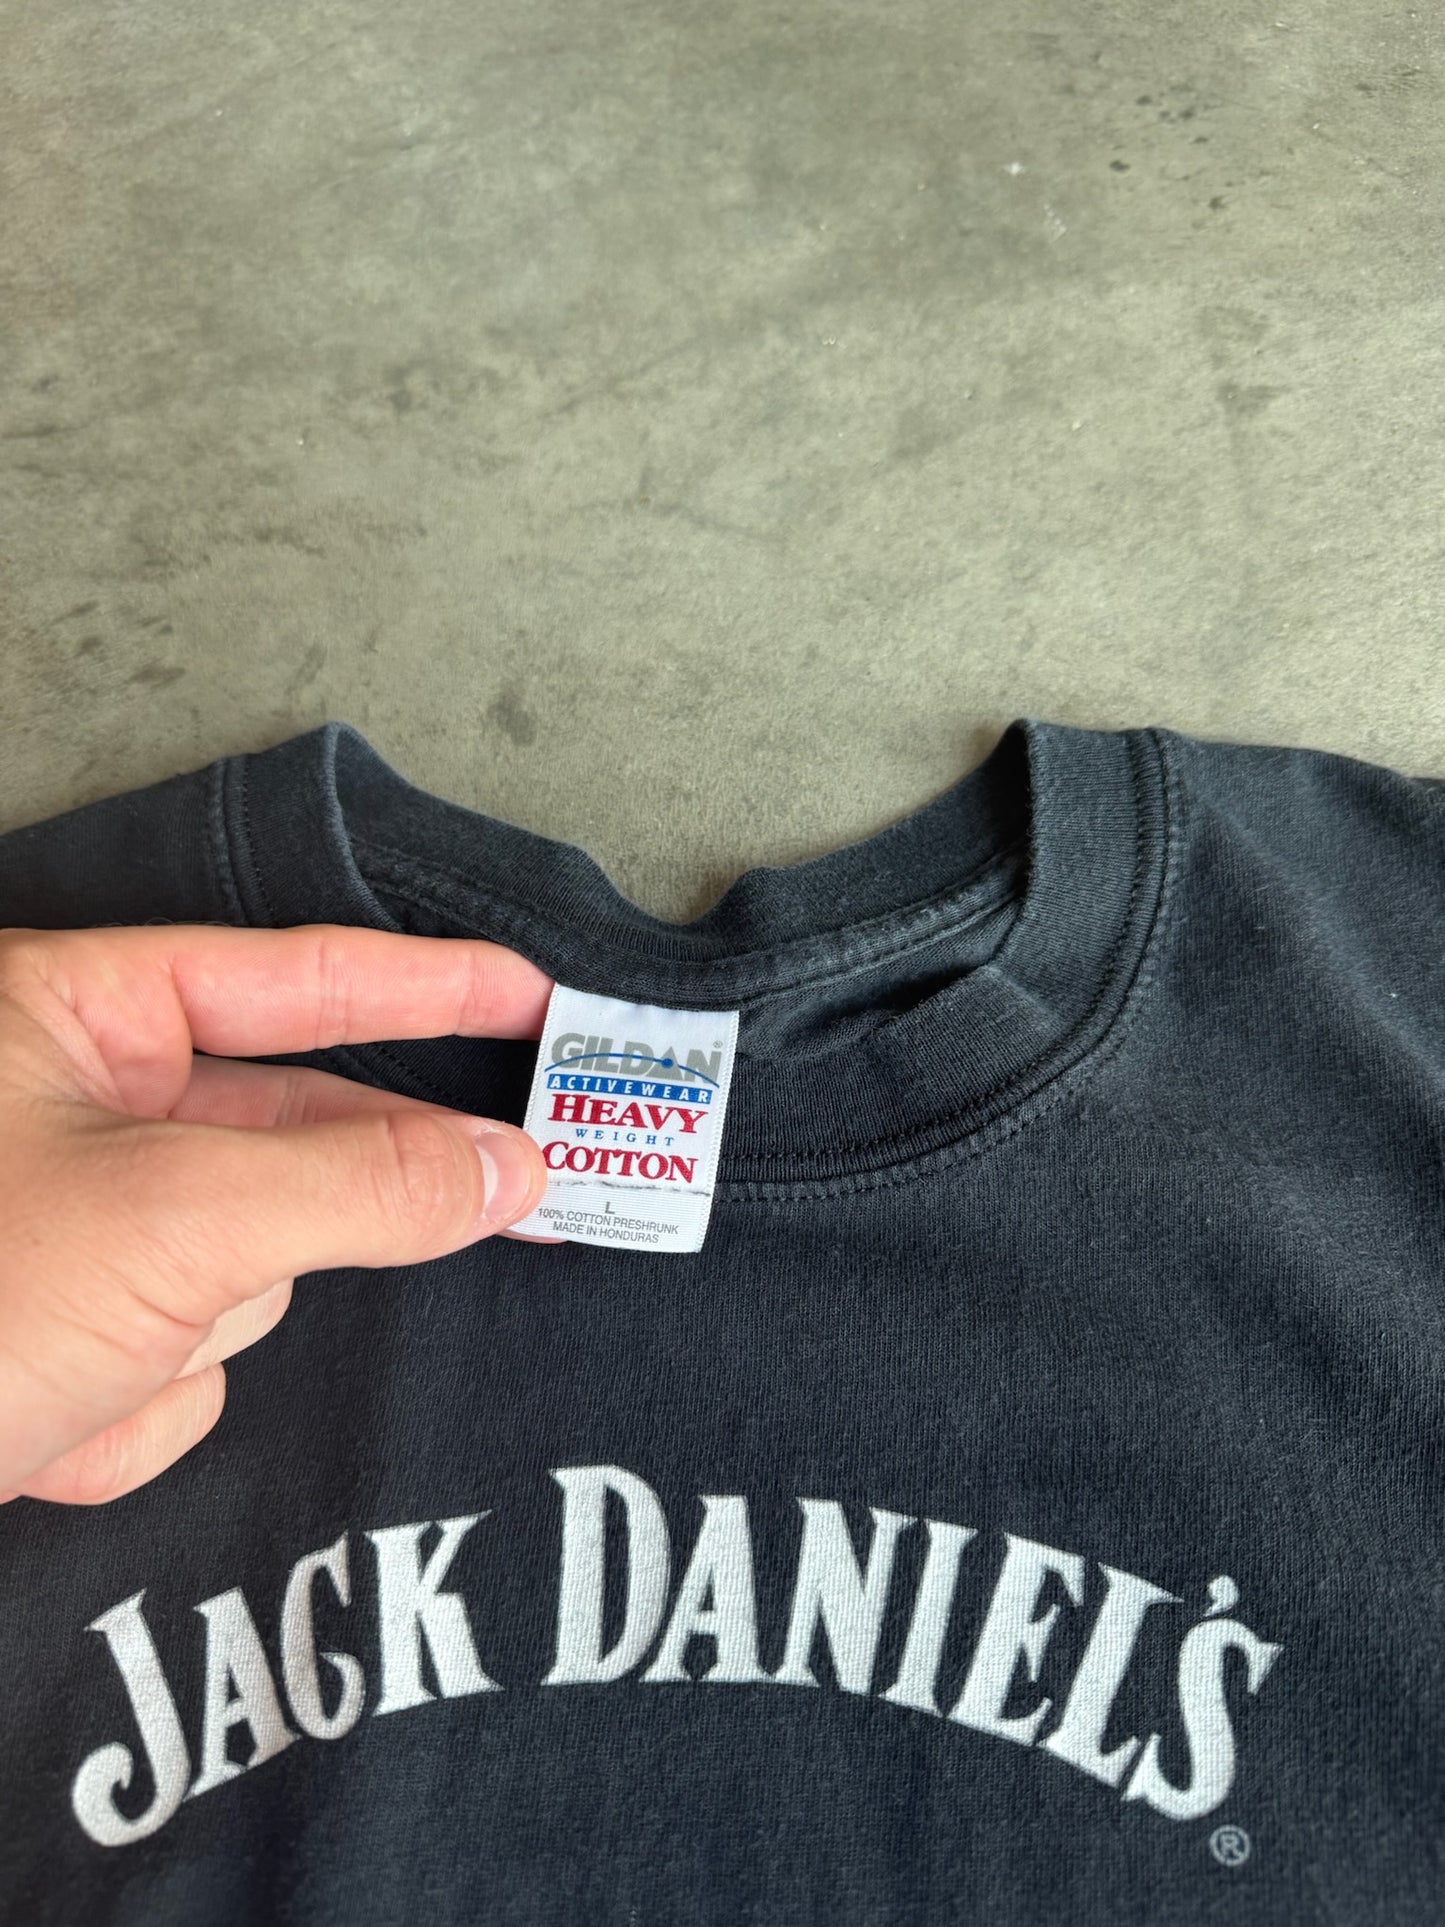 GILDAN®
ACTIVEWEAR
HEAVY
WEIGHT
COTTON
L
100% COTTON PRESHRUNK
MADE IN HONDURAS
JACK DANIEL'S
®